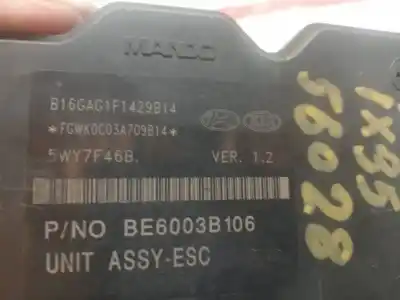 MANDO
B16GAG1F1429B14
*FGWK0C03A709B14*
5WY7F46B. VER. 1.2
P/NO BE6003B106
UNIT ASSY-ESC
IX35
56028